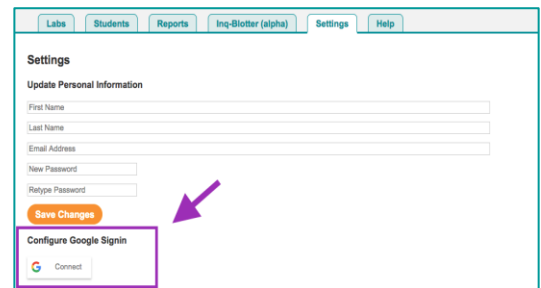 Labs Students Reports Inq-Blotter (alpha) Settings Help
Settings
Update Personal Information
First Name
Last Name
Email Address
New Password
Retype Password
Save Changes
Configure Google Signin
Connect